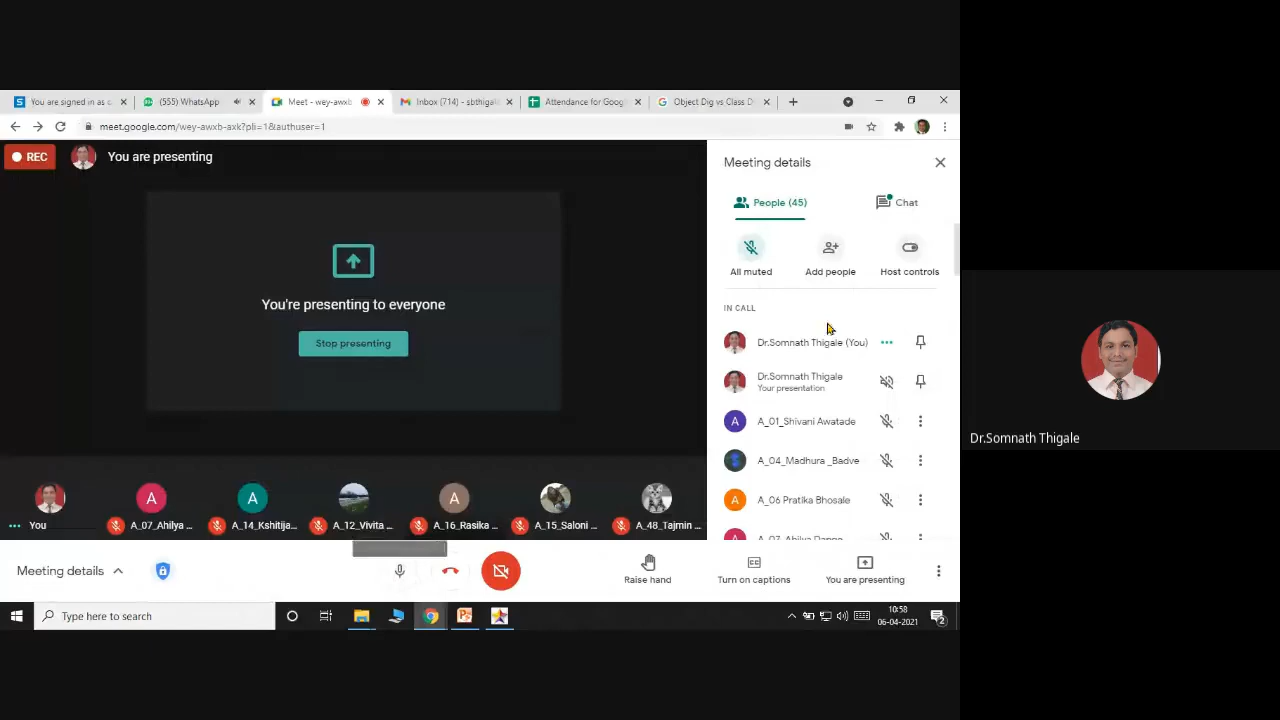 You are signed in as c
(555) WhatsApp
Meet - wey-awxb
Inbox (714) - sbthigale
Attendance for Goog
Object Dig vs Class D
meet.google.com/wey-awxb-axk?pli=1&authuser=1
REC
You are presenting
Meeting details
People (45)
Chat
You're presenting to everyone
Stop presenting
All muted
Add people
Host controls
IN CALL
Dr.Somnath Thigale (You)
Dr.Somnath Thigale
Your presentation
A
A_01_Shivani Awatade
A_04_Madhura _Badve
A
A_06 Pratika Bhosale
A
A
A
You
A_07_Ahilya ...
A_14_Kshitija...
A_12_Vivita ...
A_16_Rasika ...
A_15_Saloni ...
A_48_Tajmin ...
Meeting details
Raise hand
Turn on captions
You are presenting
Type here to search
10:58
06-04-2021
2
Dr.Somnath Thigale